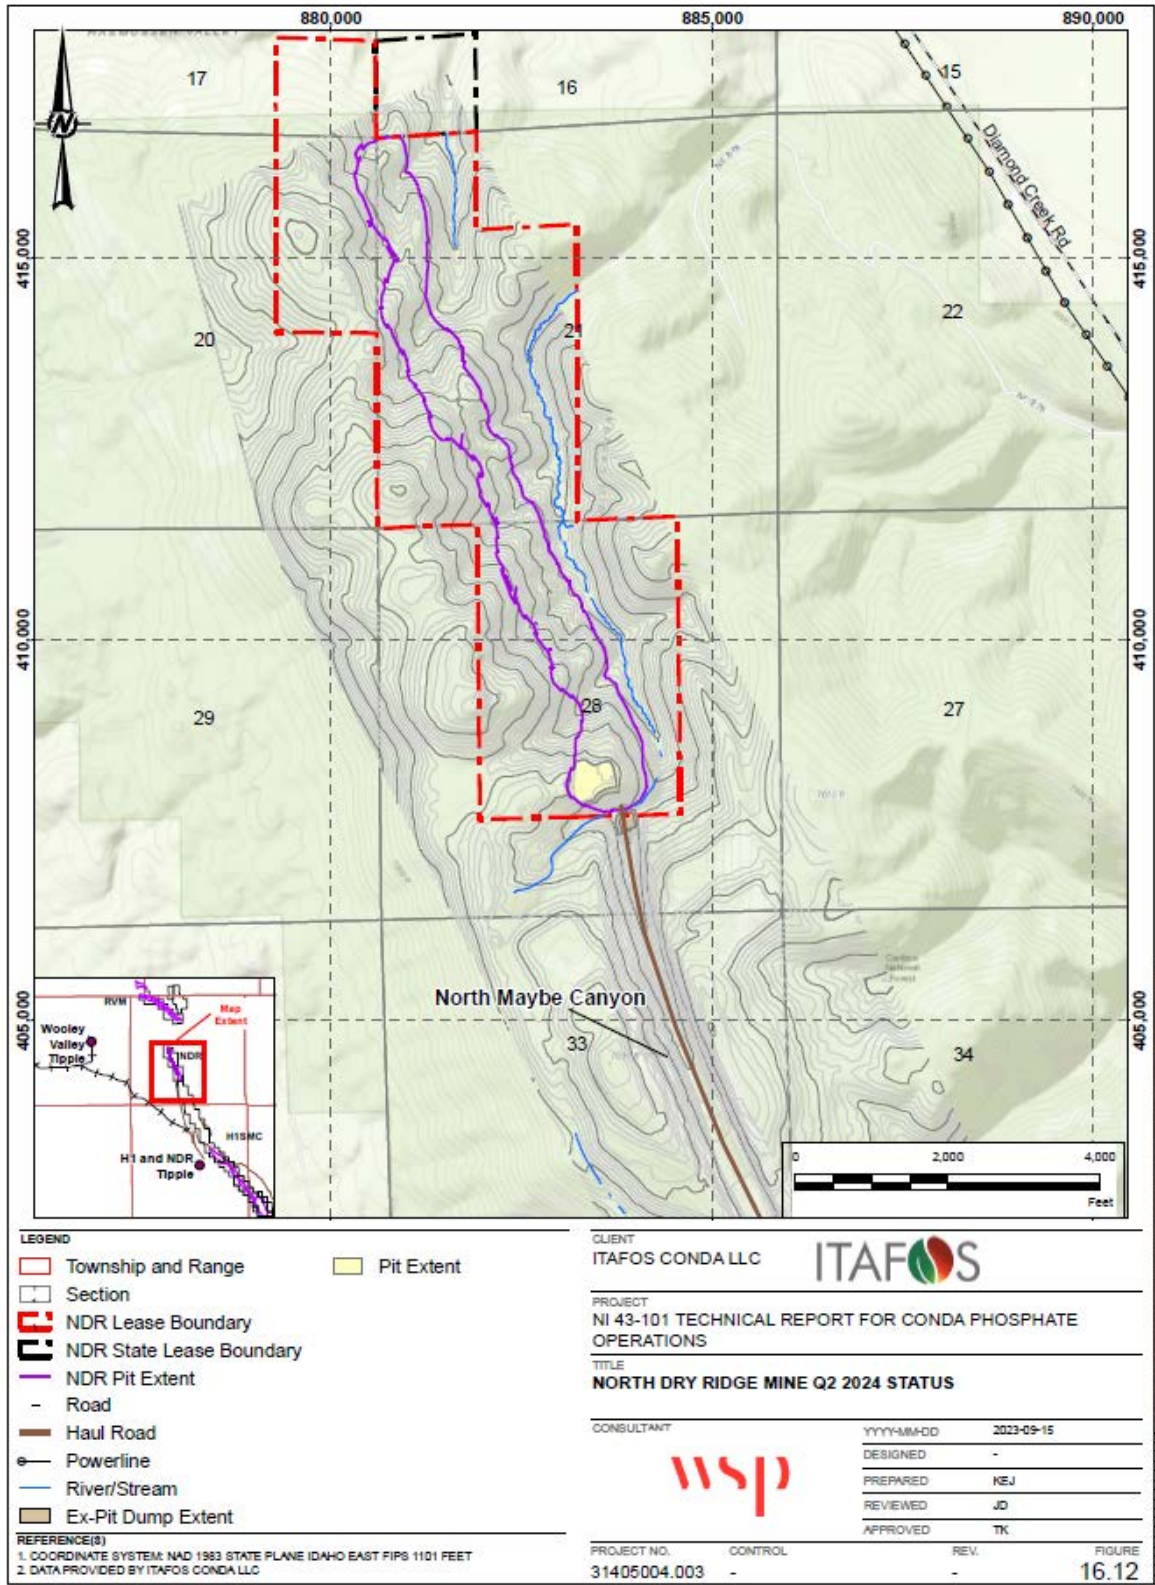 880,000 885,000 890,000
RASMUSSEN VALLEY
17 16 15
Diamond Creek Rd
415,000 415,000
20 21 22
410,000 410,000
29 28 27
405,000 405,000
North Maybe Canyon
33 34
Caribou
National
Forest
RVM
Map
Extent
Wooley
Valley
Tipple
NDR
H1SMC
H1 and NDR
Tipple
0 2,000 4,000
Feet
LEGEND
Township and Range
Section
NDR Lease Boundary
NDR State Lease Boundary
NDR Pit Extent
Road
Haul Road
Powerline
River/Stream
Ex-Pit Dump Extent
Pit Extent
REFERENCE(S)
1. COORDINATE SYSTEM: NAD 1983 STATE PLANE IDAHO EAST FIPS 1101 FEET
2. DATA PROVIDED BY ITAFOS CONDA LLC
CLIENT
ITAFOS CONDA LLC
ITAFOS
PROJECT
NI 43-101 TECHNICAL REPORT FOR CONDA PHOSPHATE
OPERATIONS
TITLE
NORTH DRY RIDGE MINE Q2 2024 STATUS
CONSULTANT
wsp
YYYY-MM-DD 2023-09-15
DESIGNED -
PREPARED KEJ
REVIEWED JD
APPROVED TK
PROJECT NO. CONTROL REV. FIGURE
31405004.003 - - 16.12